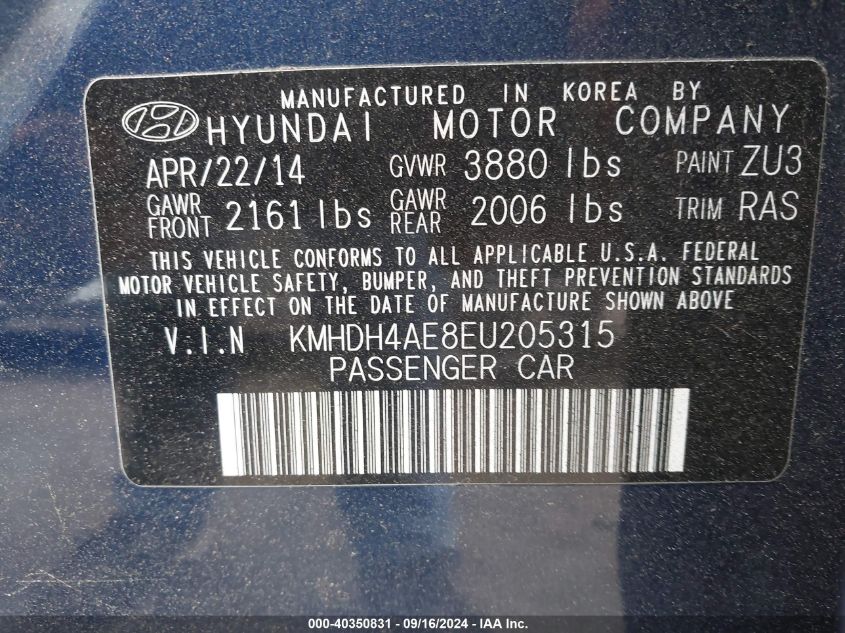 MANUFACTURED IN KOREA BY
HYUNDAI MOTOR COMPANY
APR/22/14 GVWR 3880 lbs PAINT ZU3
GAWR FRONT 2161 lbs GAWR REAR 2006 lbs TRIM RAS
THIS VEHICLE CONFORMS TO ALL APPLICABLE U.S.A. FEDERAL
MOTOR VEHICLE SAFETY, BUMPER, AND THEFT PREVENTION STANDARDS
IN EFFECT ON THE DATE OF MANUFACTURE SHOWN ABOVE
V.I.N KMHDH4AE8EU205315
PASSENGER CAR
000-40350831 - 09/16/2024 - IAA Inc.